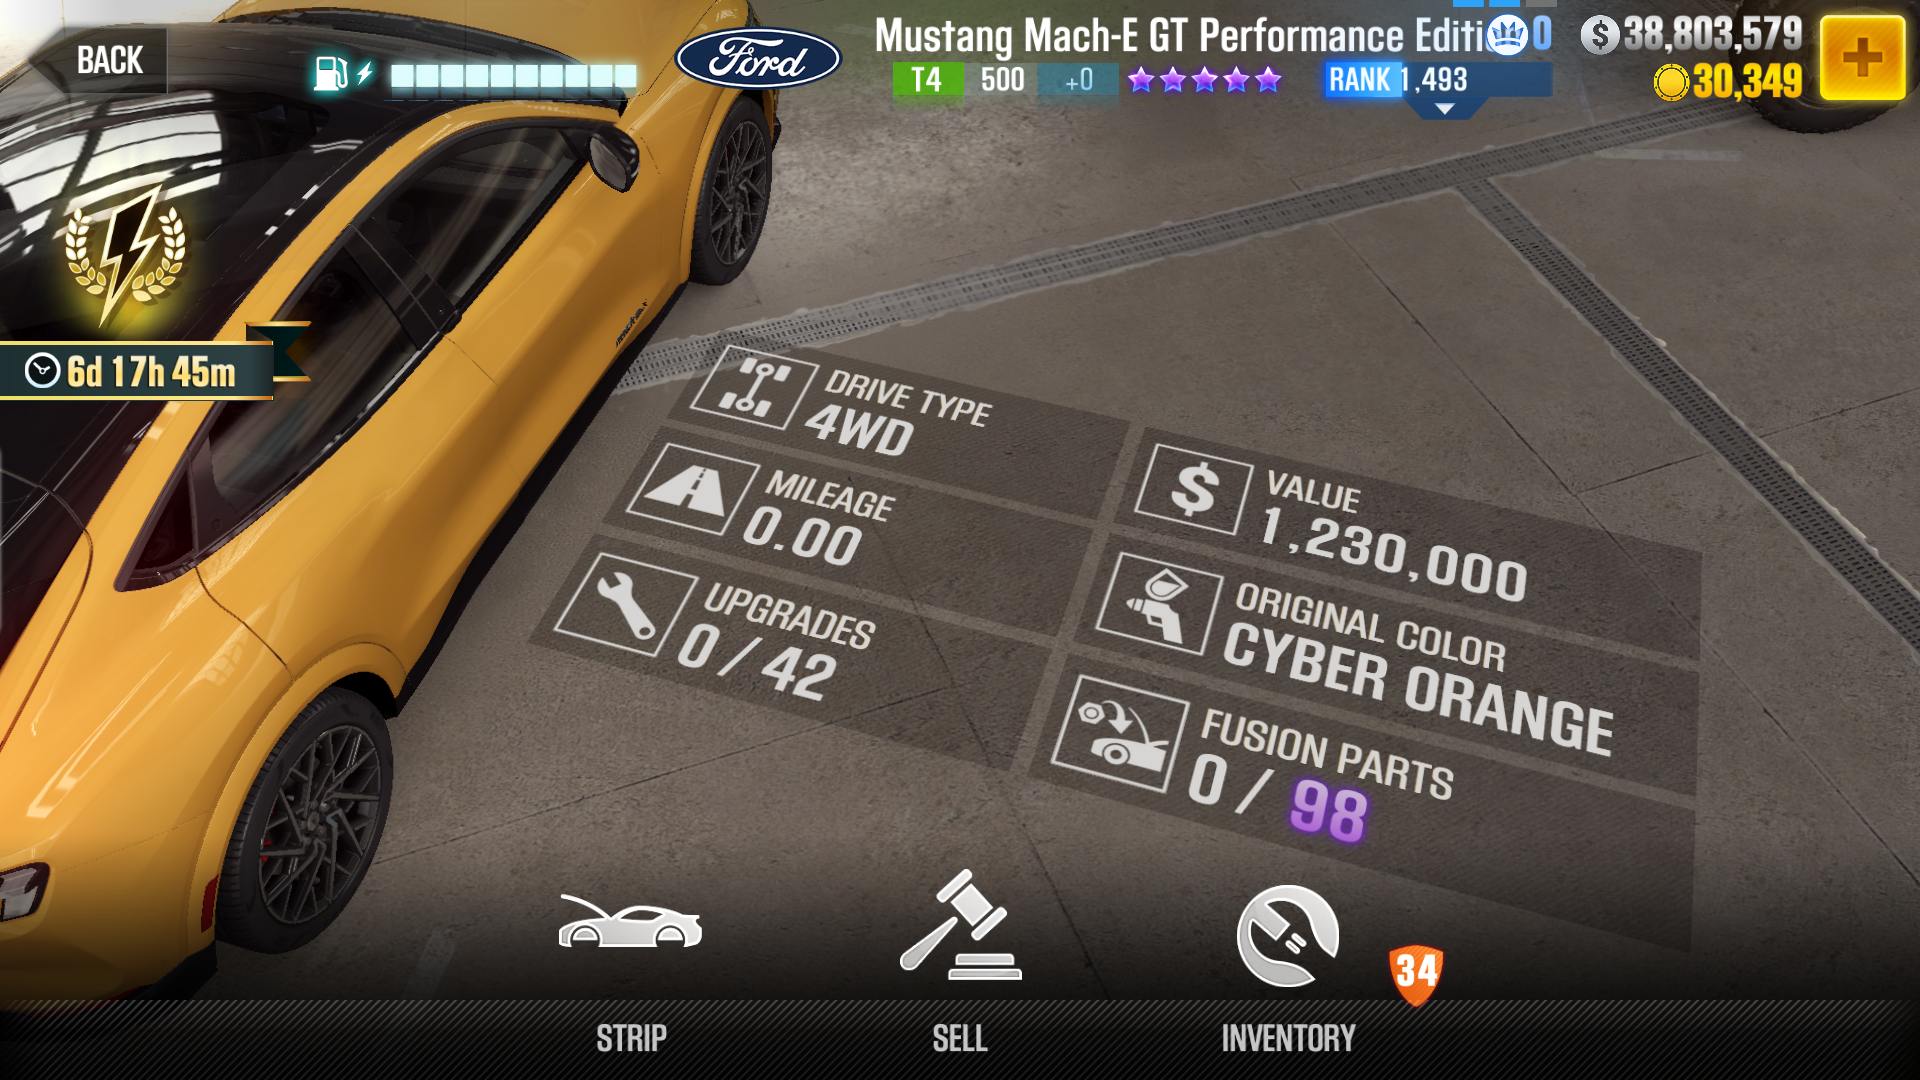 BACK
Ford
Mustang Mach-E GT Performance Editi
0
38,803,579
T4 500 +0
RANK 1,493
30,349
6d 17h 45m
DRIVE TYPE
4WD
MILEAGE
0.00
UPGRADES
0 / 42
VALUE
1,230,000
ORIGINAL COLOR
CYBER ORANGE
FUSION PARTS
0 / 98
34
STRIP
SELL
INVENTORY